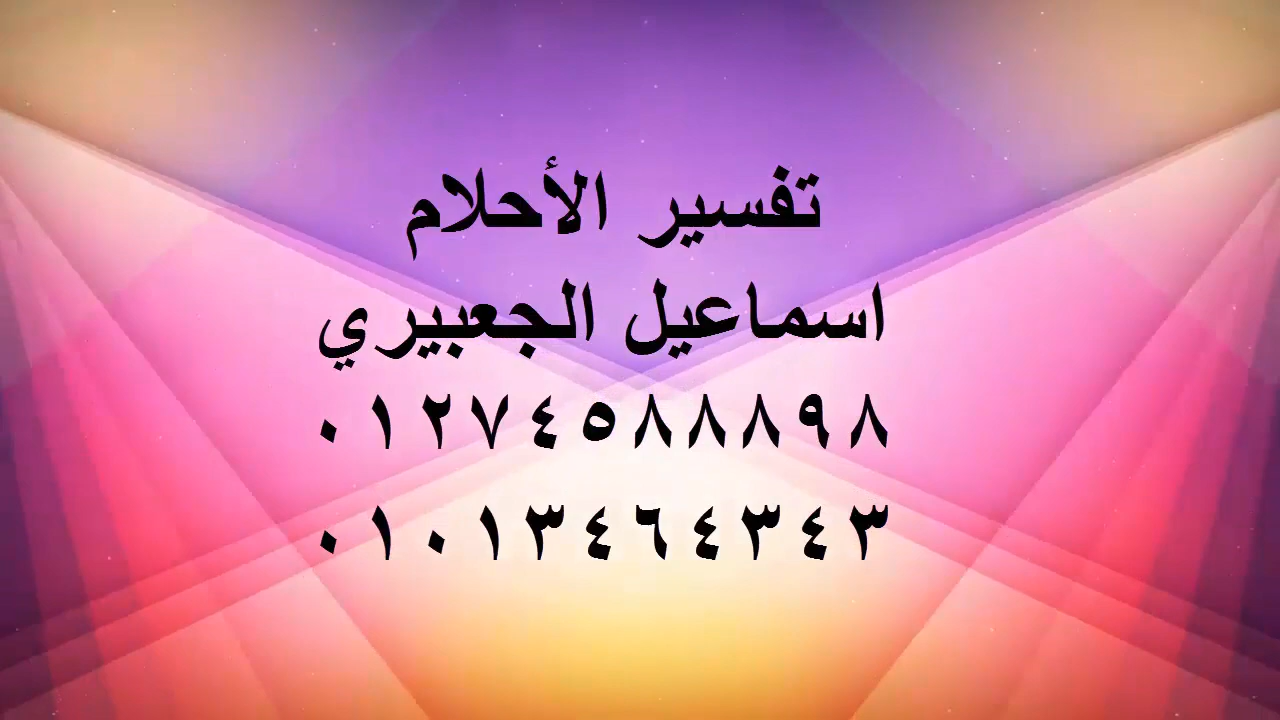 تفسير الأحلام
اسماعيل الجعبيري
٠١٢٧٤٥٨٨٨٩٨
٠١٠١٣٤٦٤٣٤٣